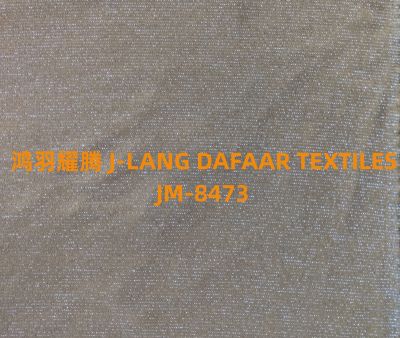 鸿羽耀腾 J-LANG DAFAAR TEXTILES
JM-8473